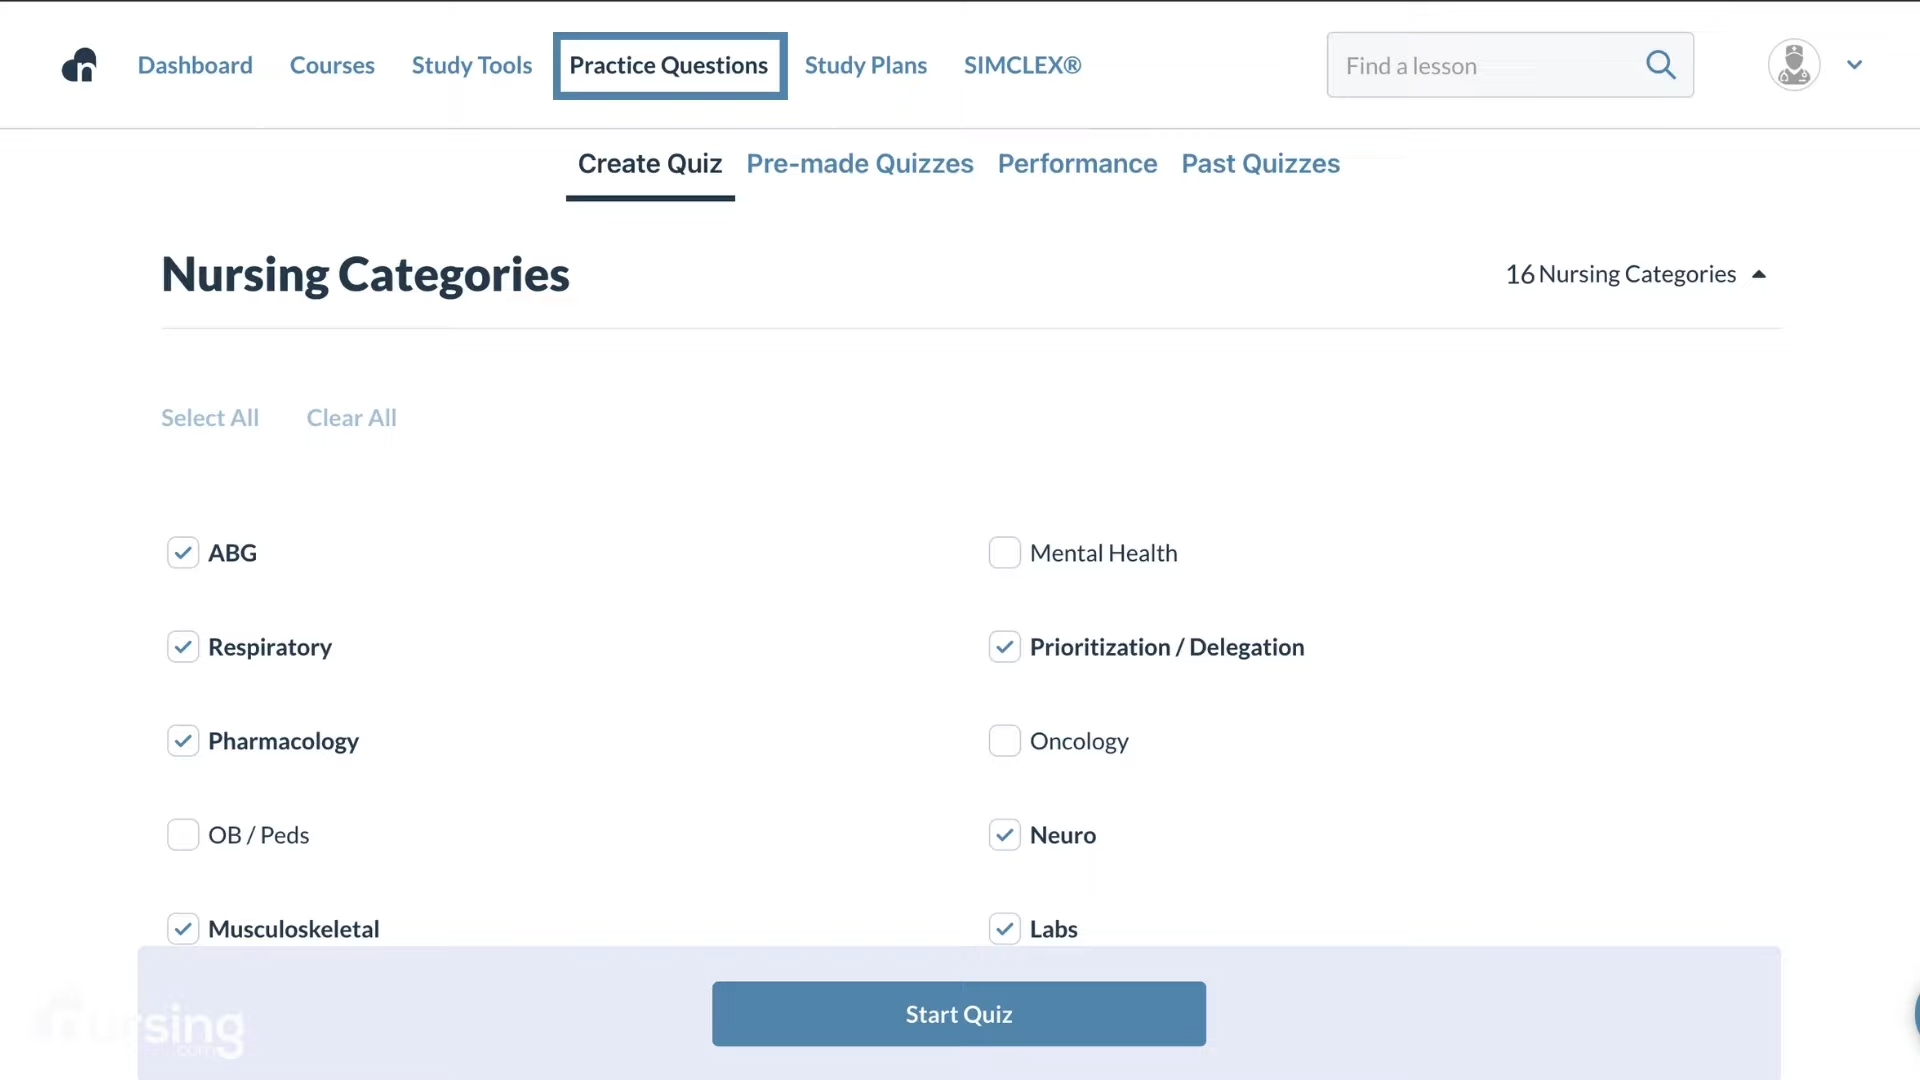 Dashboard Courses Study Tools Practice Questions Study Plans SIMCLEX® Find a lesson
Create Quiz Pre-made Quizzes Performance Past Quizzes
Nursing Categories 16 Nursing Categories
Select All Clear All
ABG Mental Health
Respiratory Prioritization / Delegation
Pharmacology Oncology
OB / Peds Neuro
Musculoskeletal Labs
Start Quiz
nursing
.com